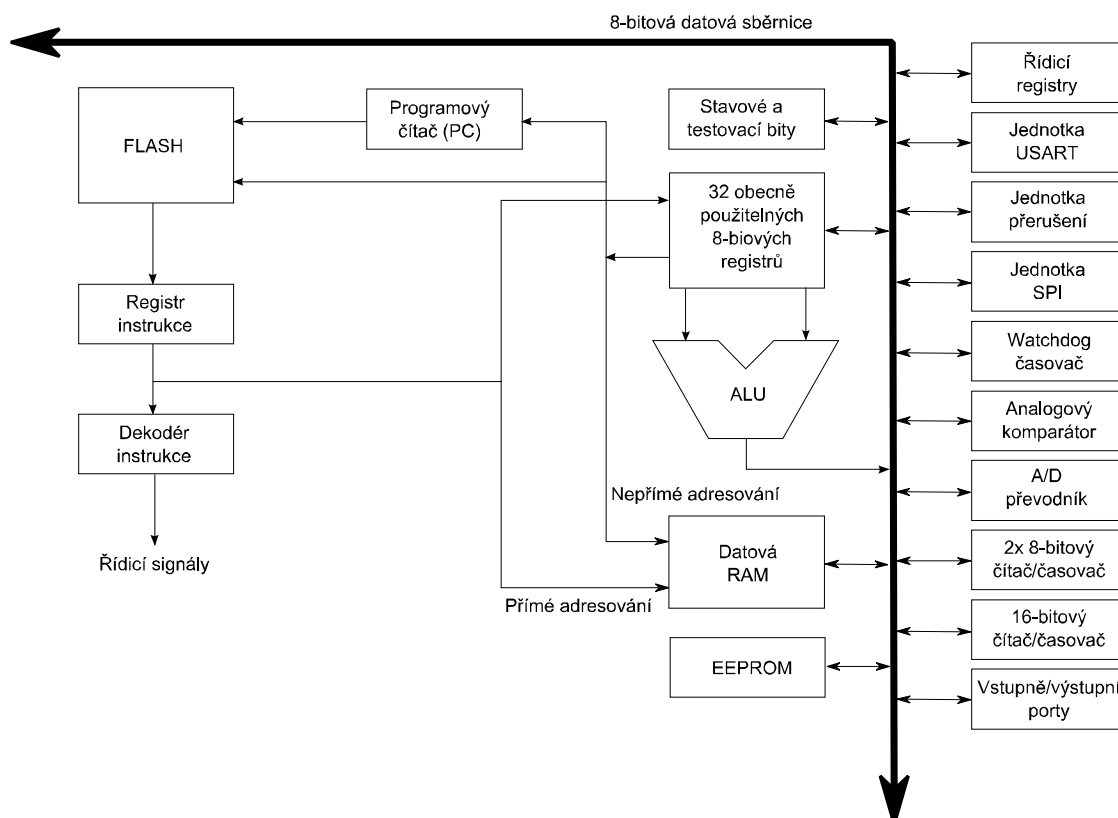 8-bitová datová sběrnice
FLASH
Programový
čítač (PC)
Stavové a
testovací bity
32 obecně
použitelných
8-biových
registrů
Registr
instrukce
ALU
Dekodér
instrukce
Řídicí signály
Nepřímé adresování
Přímé adresování
Datová
RAM
EEPROM
Řídicí
registry
Jednotka
USART
Jednotka
přerušení
Jednotka
SPI
Watchdog
časovač
Analogový
komparátor
A/D
převodník
2x 8-bitový
čítač/časovač
16-bitový
čítač/časovač
Vstupně/výstupní
porty